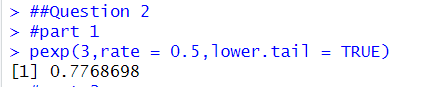 > ##Question 2
> #part 1
> pexp(3,rate = 0.5,lower.tail = TRUE)
[1] 0.7768698